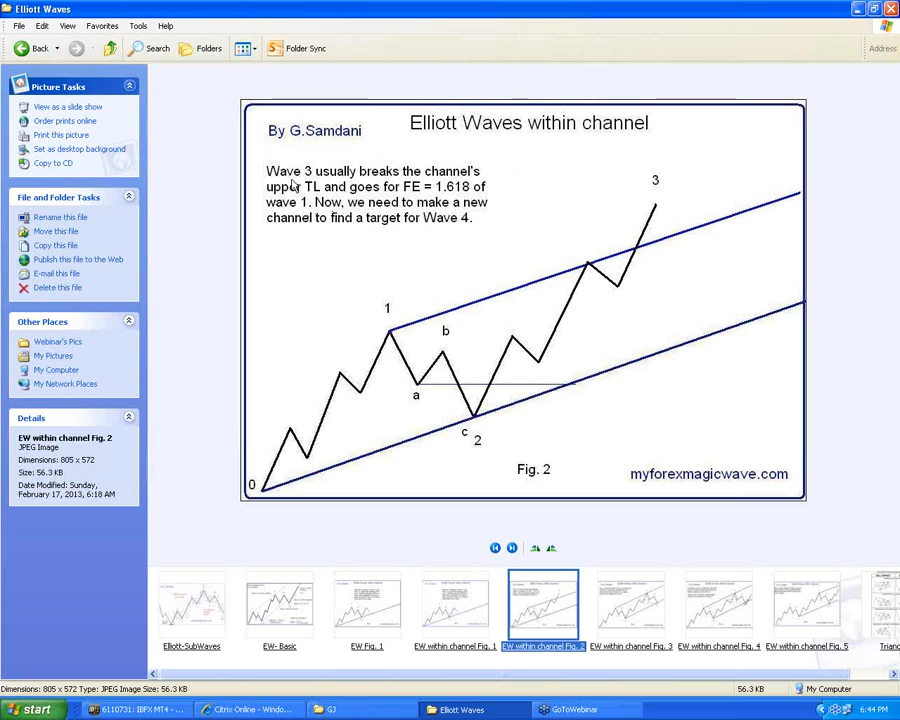 Elliott Waves
File Edit View Favorites Tools Help
Back Search Folders Folder Sync Address
Picture Tasks
View as a slide show
Order prints online
Print this picture
Set as desktop background
Copy to CD
File and Folder Tasks
Rename this file
Move this file
Copy this file
Publish this file to the Web
E-mail this file
Delete this file
Other Places
Webinar's Pics
My Pictures
My Computer
My Network Places
Details
EW within channel Fig. 2
JPEG Image
Dimensions: 805 x 572
Size: 56.3 KB
Date Modified: Sunday,
February 17, 2013, 6:18 AM
By G.Samdani
Elliott Waves within channel
Wave 3 usually breaks the channel's
upper TL and goes for FE = 1.618 of
wave 1. Now, we need to make a new
channel to find a target for Wave 4.
3
1
b
a
c
2
0
Fig. 2
myforexmagicwave.com
Elliott-SubWaves
EW- Basic
EW Fig. 1
EW within channel Fig. 1
EW within channel Fig. 2
EW within channel Fig. 3
EW within channel Fig. 4
EW within channel Fig. 5
Dimensions: 805 x 572 Type: JPEG Image Size: 56.3 KB 56.3 KB My Computer
start 6110731: IBFX MT4 - ... Citrix Online - Windo... GJ Elliott Waves GoToWebinar 6:44 PM